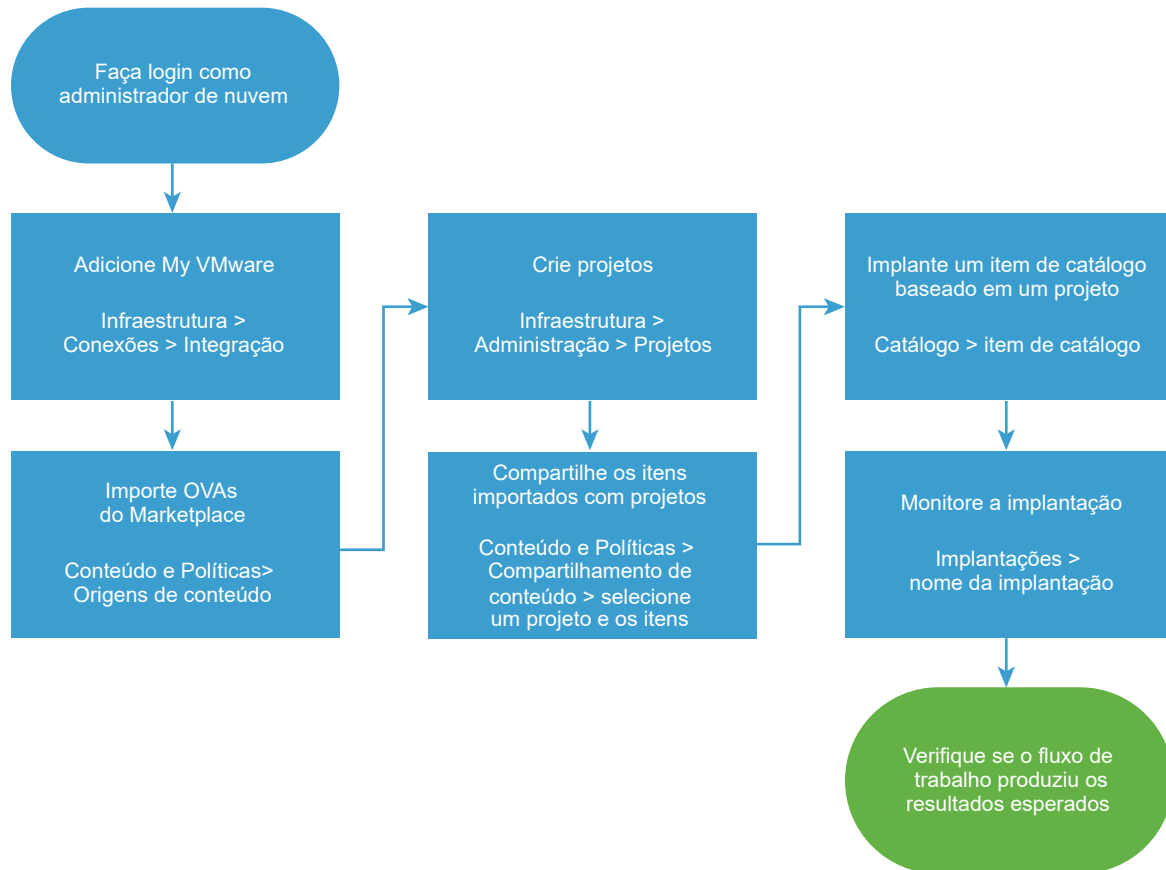 Faça login como
administrador de nuvem
Adicione My VMware
Infraestrutura >
Conexões > Integração
Importe OVAs
do Marketplace
Conteúdo e Políticas>
Origens de conteúdo
Crie projetos
Infraestrutura >
Administração > Projetos
Compartilhe os itens
importados com projetos
Conteúdo e Políticas >
Compartilhamento de
conteúdo > selecione
um projeto e os itens
Implante um item de catálogo
baseado em um projeto
Catálogo > item de catálogo
Monitore a implantação
Implantações >
nome da implantação
Verifique se o fluxo de
trabalho produziu os
resultados esperados